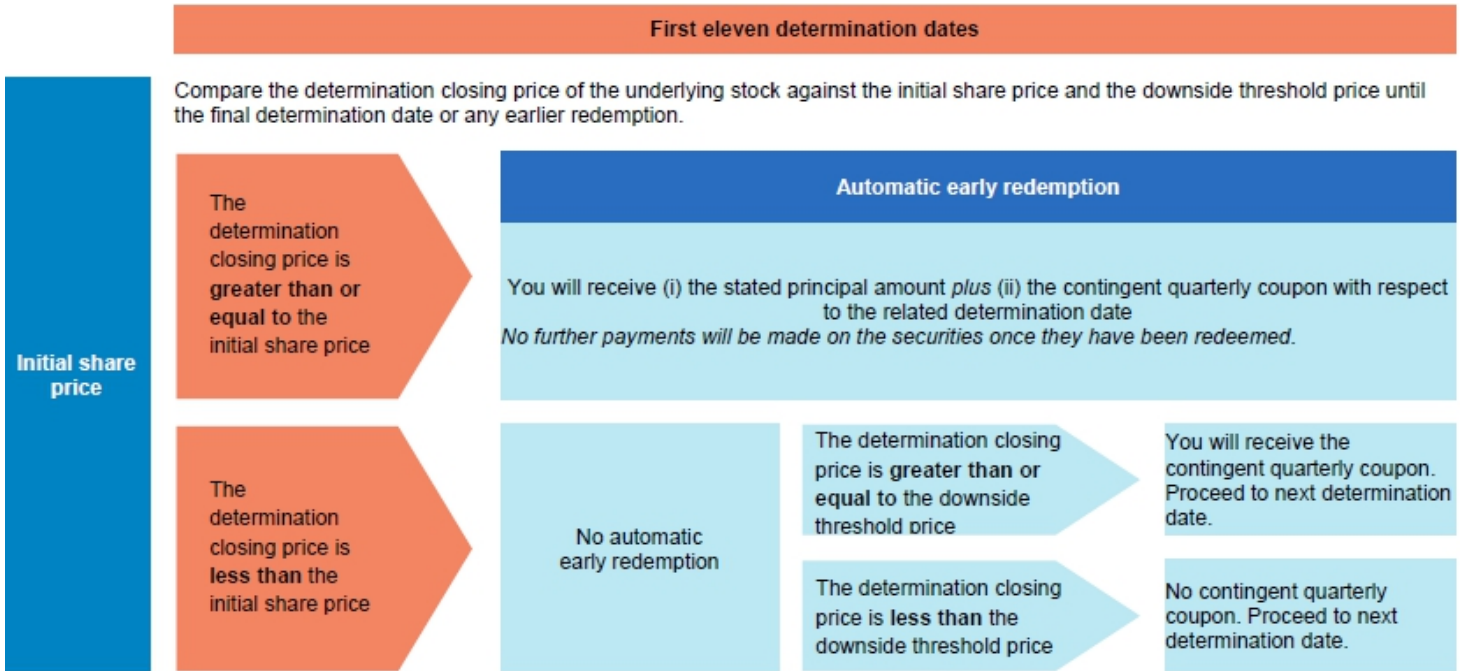 First eleven determination dates
Compare the determination closing price of the underlying stock against the initial share price and the downside threshold price until
the final determination date or any earlier redemption.
Initial share
price
The
determination
closing price is
greater than or
equal to the
initial share price
Automatic early redemption
You will receive (i) the stated principal amount plus (ii) the contingent quarterly coupon with respect
to the related determination date
No further payments will be made on the securities once they have been redeemed.
The
determination
closing price is
less than the
initial share price
No automatic
early redemption
The determination closing
price is greater than or
equal to the downside
threshold price
You will receive the
contingent quarterly coupon.
Proceed to next determination
date.
The determination closing
price is less than the
downside threshold price
No contingent quarterly
coupon. Proceed to next
determination date.